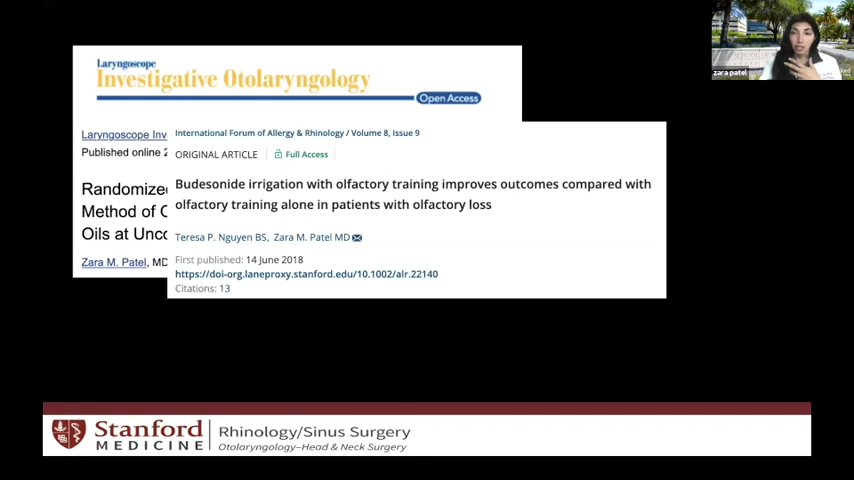 Laryngoscope
Investigative Otolaryngology
Open Access
Laryngoscope Inv
Published online 2
Randomize
Method of
Oils at Unc
Zara M. Patel, MD
International Forum of Allergy & Rhinology / Volume 8, Issue 9
ORIGINAL ARTICLE Full Access
Budesonide irrigation with olfactory training improves outcomes compared with
olfactory training alone in patients with olfactory loss
Teresa P. Nguyen BS, Zara M. Patel MD
First published: 14 June 2018
https://doi-org.laneproxy.stanford.edu/10.1002/alr.22140
Citations: 13
zara patel
Stanford
MEDICINE
Rhinology/Sinus Surgery
Otolaryngology–Head & Neck Surgery